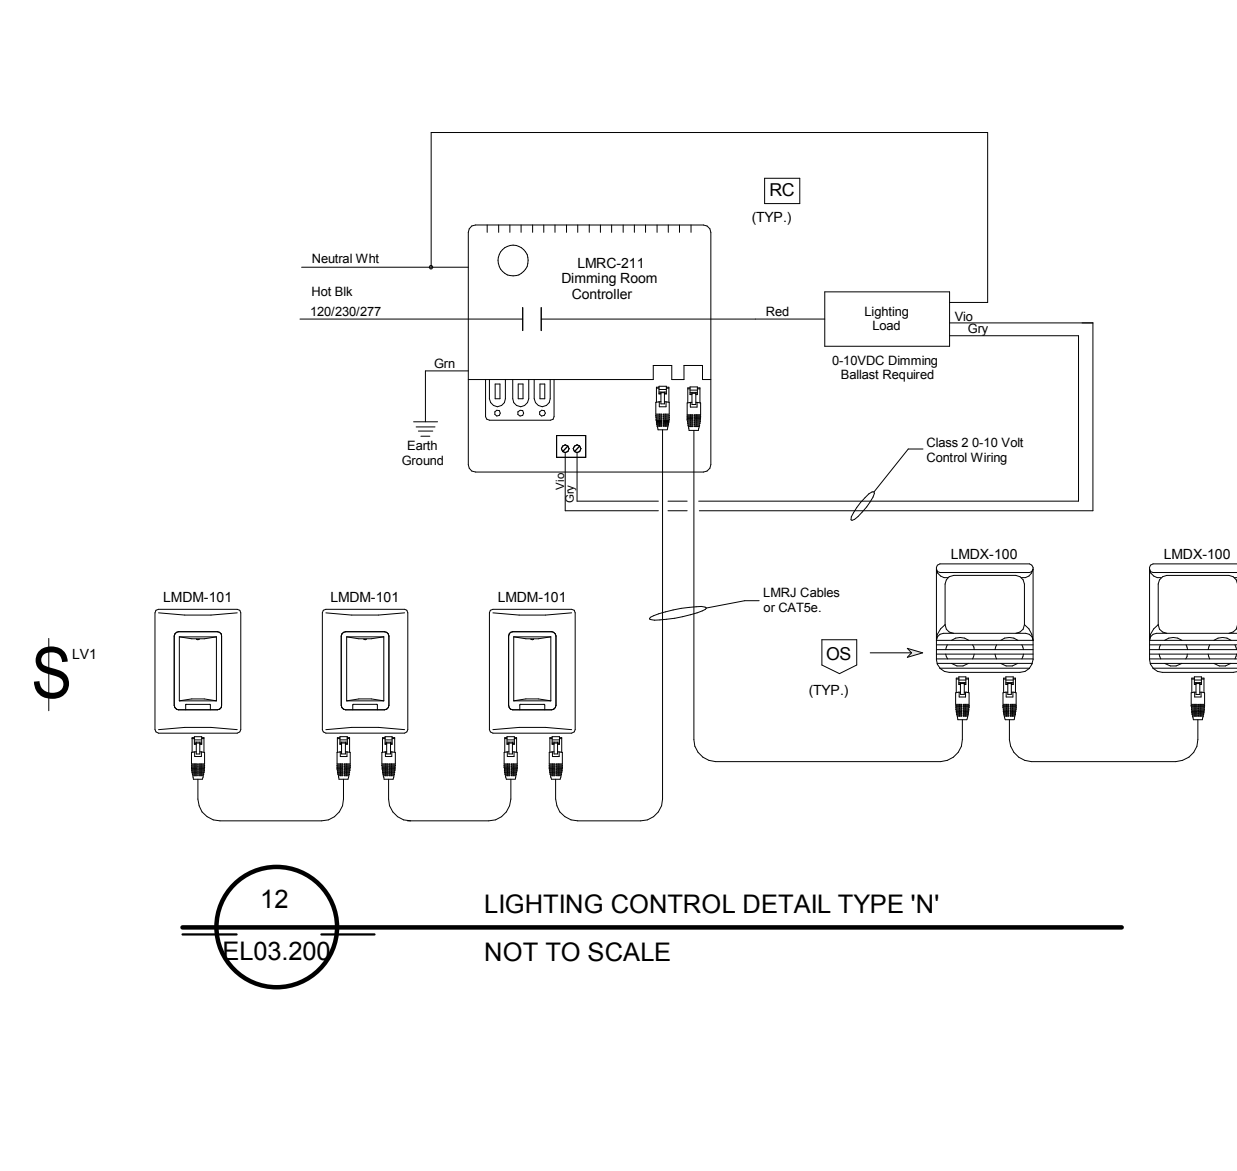 RC
(TYP.)
Neutral Wht
LMRC-211
Dimming Room
Controller
Hot Blk
120/230/277
Red
Lighting
Load
Vio
Gry
0-10VDC Dimming
Ballast Required
Grn
Earth
Ground
Class 2 0-10 Volt
Control Wiring
Vio
Gry
LMDX-100
LMDX-100
LMDM-101
LMDM-101
LMDM-101
LMRJ Cables
or CAT5e.
$ LV1
OS
(TYP.)
12
EL03.200
LIGHTING CONTROL DETAIL TYPE 'N'
NOT TO SCALE